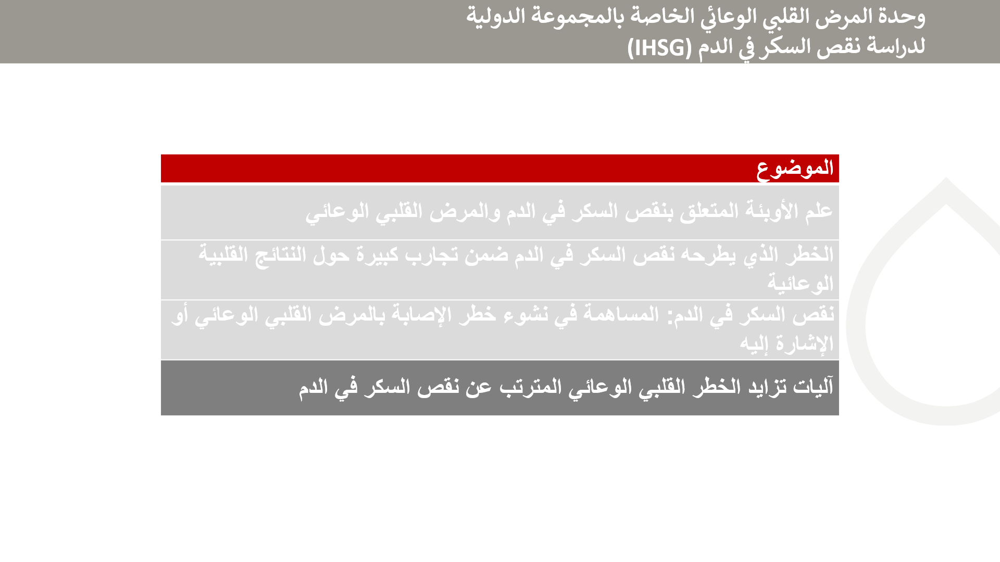 وحدة المرض القلبي الوعائي الخاصة بالمجموعة الدولية
لدراسة نقص السكر في الدم (IHSG)
الموضوع
علم الأوبئة المتعلق بنقص السكر في الدم والمرض القلبي الوعائي
الخطر الذي يطرحه نقص السكر في الدم ضمن تجارب كبيرة حول النتائج القلبية
الوعائية
نقص السكر في الدم: المساهمة في نشوء خطر الإصابة بالمرض القلبي الوعائي أو
الإشارة إليه
آليات تزايد الخطر القلبي الوعائي المترتب عن نقص السكر في الدم